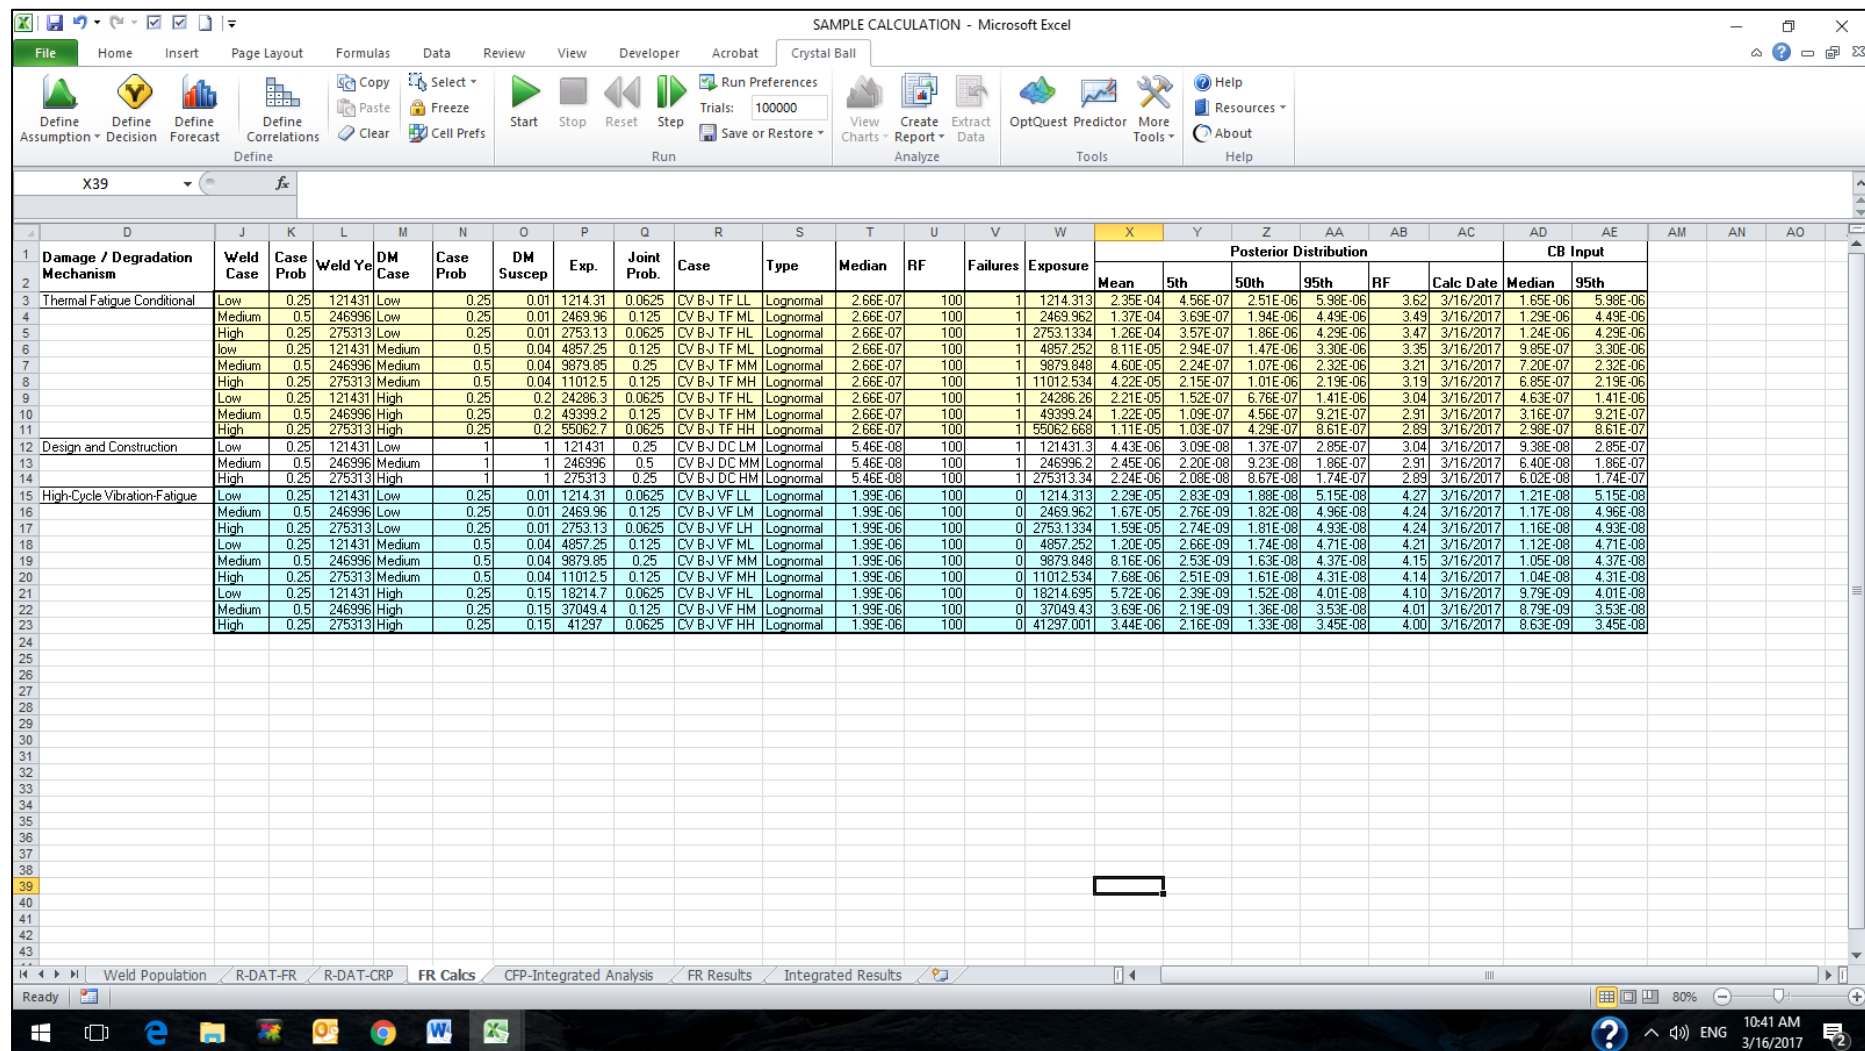 SAMPLE CALCULATION - Microsoft Excel
File Home Insert Page Layout Formulas Data Review View Developer Acrobat Crystal Ball
Define Assumption Define Decision Define Forecast Define Correlations Copy Paste Clear Select Freeze Cell Prefs Start Stop Reset Step Run Preferences Trials: 100000 Save or Restore View Charts Create Report Extract Data OptQuest Predictor More Tools Help Resources About
Define Run Analyze Tools Help
X39 fx
D J K L M N O P Q R S T U V W X Y Z AA AB AC AD AE AM AN AO
1 Damage / Degradation Mechanism Weld Case Case Prob Weld Ye DM Case Case Prob DM Suscep Exp. Joint Prob. Case Type Median RF Failures Exposure Posterior Distribution CB Input
2 Mean 5th 50th 95th RF Calc Date Median 95th
3 Thermal Fatigue Conditional Low 0.25 121431 Low 0.25 0.01 1214.31 0.0625 CV B-J TF LL Lognormal 2.66E-07 100 1 1214.313 2.35E-04 4.56E-07 2.51E-06 5.98E-06 3.62 3/16/2017 1.65E-06 5.98E-06
4 Medium 0.5 246996 Low 0.25 0.01 2469.96 0.125 CV B-J TF ML Lognormal 2.66E-07 100 1 2469.962 1.37E-04 3.69E-07 1.94E-06 4.49E-06 3.49 3/16/2017 1.29E-06 4.49E-06
5 High 0.25 275313 Low 0.25 0.01 2753.13 0.0625 CV B-J TF HL Lognormal 2.66E-07 100 1 2753.1334 1.26E-04 3.57E-07 1.86E-06 4.29E-06 3.47 3/16/2017 1.24E-06 4.29E-06
6 low 0.25 121431 Medium 0.5 0.04 4857.25 0.125 CV B-J TF ML Lognormal 2.66E-07 100 1 4857.252 8.11E-05 2.94E-07 1.47E-06 3.30E-06 3.35 3/16/2017 9.85E-07 3.30E-06
7 Medium 0.5 246996 Medium 0.5 0.04 9879.85 0.25 CV B-J TF MM Lognormal 2.66E-07 100 1 9879.848 4.60E-05 2.24E-07 1.07E-06 2.32E-06 3.21 3/16/2017 7.20E-07 2.32E-06
8 High 0.25 275313 Medium 0.5 0.04 11012.5 0.125 CV B-J TF MH Lognormal 2.66E-07 100 1 11012.534 4.22E-05 2.15E-07 1.01E-06 2.19E-06 3.19 3/16/2017 6.85E-07 2.19E-06
9 Low 0.25 121431 High 0.25 0.2 24286.3 0.0625 CV B-J TF HL Lognormal 2.66E-07 100 1 24286.26 2.21E-05 1.52E-07 6.76E-07 1.41E-06 3.04 3/16/2017 4.63E-07 1.41E-06
10 Medium 0.5 246996 High 0.25 0.2 49399.2 0.125 CV B-J TF HM Lognormal 2.66E-07 100 1 49399.24 1.22E-05 1.09E-07 4.56E-07 9.21E-07 2.91 3/16/2017 3.16E-07 9.21E-07
11 High 0.25 275313 High 0.25 0.2 55062.7 0.0625 CV B-J TF HH Lognormal 2.66E-07 100 1 55062.668 1.11E-05 1.03E-07 4.29E-07 8.61E-07 2.89 3/16/2017 2.98E-07 8.61E-07
12 Design and Construction Low 0.25 121431 Low 1 1 121431 0.25 CV B-J DC LM Lognormal 5.46E-08 100 1 121431.3 4.43E-06 3.09E-08 1.37E-07 2.85E-07 3.04 3/16/2017 9.38E-08 2.85E-07
13 Medium 0.5 246996 Medium 1 1 246996 0.5 CV B-J DC MM Lognormal 5.46E-08 100 1 246996.2 2.45E-06 2.20E-08 9.23E-08 1.86E-07 2.91 3/16/2017 6.40E-08 1.86E-07
14 High 0.25 275313 High 1 1 275313 0.25 CV B-J DC HM Lognormal 5.46E-08 100 1 275313.34 2.24E-06 2.08E-08 8.67E-08 1.74E-07 2.89 3/16/2017 6.02E-08 1.74E-07
15 High-Cycle Vibration-Fatigue Low 0.25 121431 Low 0.25 0.01 1214.31 0.0625 CV B-J VF LL Lognormal 1.99E-06 100 0 1214.313 2.29E-05 2.83E-09 1.88E-08 5.15E-08 4.27 3/16/2017 1.21E-08 5.15E-08
16 Medium 0.5 246996 Low 0.25 0.01 2469.96 0.125 CV B-J VF LM Lognormal 1.99E-06 100 0 2469.962 1.67E-05 2.76E-09 1.82E-08 4.96E-08 4.24 3/16/2017 1.17E-08 4.96E-08
17 High 0.25 275313 Low 0.25 0.01 2753.13 0.0625 CV B-J VF LH Lognormal 1.99E-06 100 0 2753.1334 1.59E-05 2.74E-09 1.81E-08 4.93E-08 4.24 3/16/2017 1.16E-08 4.93E-08
18 Low 0.25 121431 Medium 0.5 0.04 4857.25 0.125 CV B-J VF ML Lognormal 1.99E-06 100 0 4857.252 1.20E-05 2.66E-09 1.74E-08 4.71E-08 4.21 3/16/2017 1.12E-08 4.71E-08
19 Medium 0.5 246996 Medium 0.5 0.04 9879.85 0.25 CV B-J VF MM Lognormal 1.99E-06 100 0 9879.848 8.16E-06 2.53E-09 1.63E-08 4.37E-08 4.15 3/16/2017 1.05E-08 4.37E-08
20 High 0.25 275313 Medium 0.5 0.04 11012.5 0.125 CV B-J VF MH Lognormal 1.99E-06 100 0 11012.534 7.68E-06 2.51E-09 1.61E-08 4.31E-08 4.14 3/16/2017 1.04E-08 4.31E-08
21 Low 0.25 121431 High 0.25 0.15 18214.7 0.0625 CV B-J VF HL Lognormal 1.99E-06 100 0 18214.695 5.72E-06 2.39E-09 1.52E-08 4.01E-08 4.10 3/16/2017 9.79E-09 4.01E-08
22 Medium 0.5 246996 High 0.25 0.15 37049.4 0.125 CV B-J VF HM Lognormal 1.99E-06 100 0 37049.43 3.69E-06 2.19E-09 1.36E-08 3.53E-08 4.01 3/16/2017 8.79E-09 3.53E-08
23 High 0.25 275313 High 0.25 0.15 41297 0.0625 CV B-J VF HH Lognormal 1.99E-06 100 0 41297.001 3.44E-06 2.16E-09 1.33E-08 3.45E-08 4.00 3/16/2017 8.63E-09 3.45E-08
24
25
26
27
28
29
30
31
32
33
34
35
36
37
38
39
40
41
42
43
Weld Population R-DAT-FR R-DAT-CRP FR Calcs CFP-Integrated Analysis FR Results Integrated Results
Ready 80%
ENG 10:41 AM
3/16/2017 2